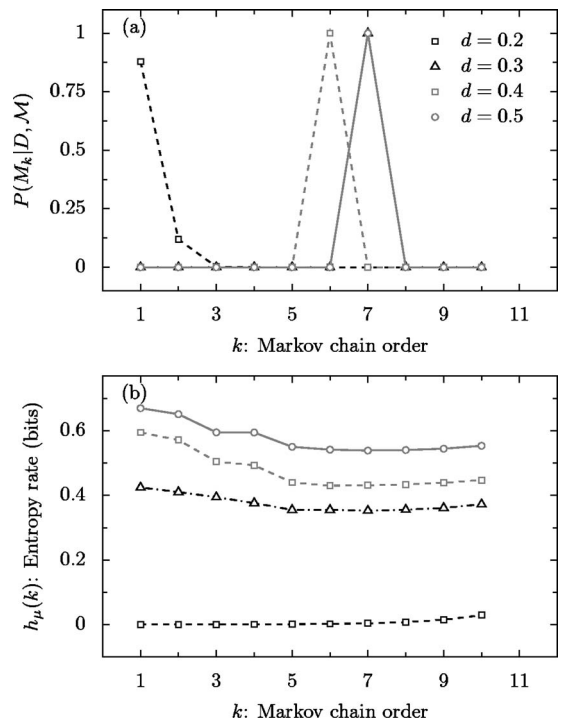 (a)
d = 0.2
d = 0.3
d = 0.4
d = 0.5
P(M_k|D, ℳ)
1
0.75
0.5
0.25
0
1 3 5 7 9 11
k: Markov chain order
(b)
h_μ(k): Entropy rate (bits)
0.6
0.4
0.2
0
1 3 5 7 9 11
k: Markov chain order